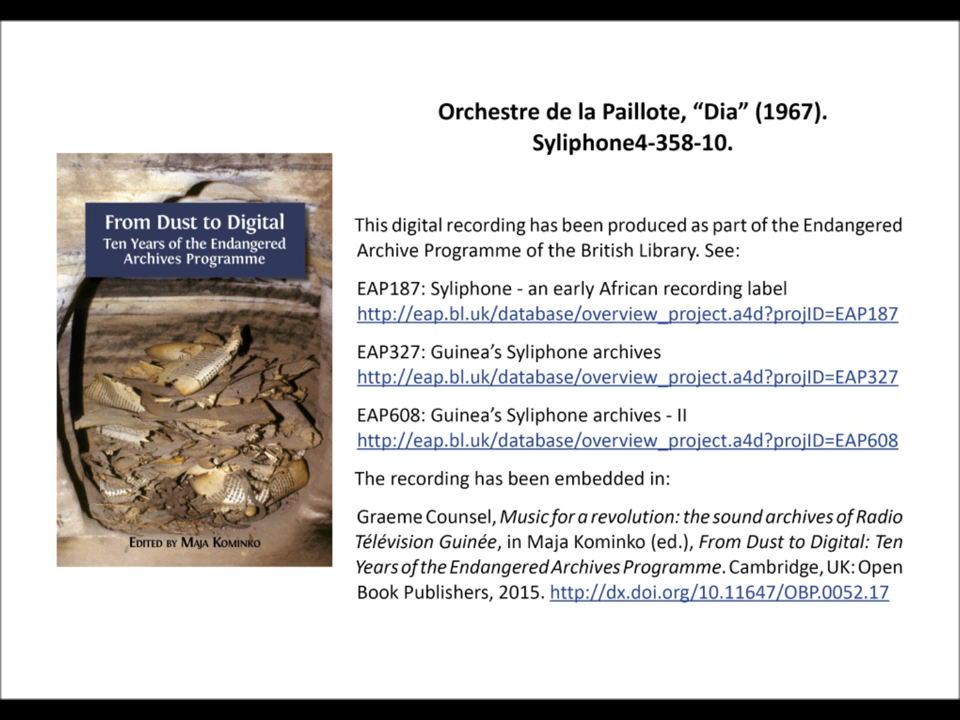 Orchestre de la Paillote, “Dia” (1967).
Syliphone4-358-10.
From Dust to Digital
Ten Years of the Endangered
Archives Programme
EDITED BY MAJA KOMINKO
This digital recording has been produced as part of the Endangered
Archive Programme of the British Library. See:
EAP187: Syliphone - an early African recording label
http://eap.bl.uk/database/overview_project.a4d?projID=EAP187
EAP327: Guinea’s Syliphone archives
http://eap.bl.uk/database/overview_project.a4d?projID=EAP327
EAP608: Guinea’s Syliphone archives - II
http://eap.bl.uk/database/overview_project.a4d?projID=EAP608
The recording has been embedded in:
Graeme Counsel, Music for a revolution: the sound archives of Radio
Télévision Guinée, in Maja Kominko (ed.), From Dust to Digital: Ten
Years of the Endangered Archives Programme. Cambridge, UK: Open
Book Publishers, 2015. http://dx.doi.org/10.11647/OBP.0052.17